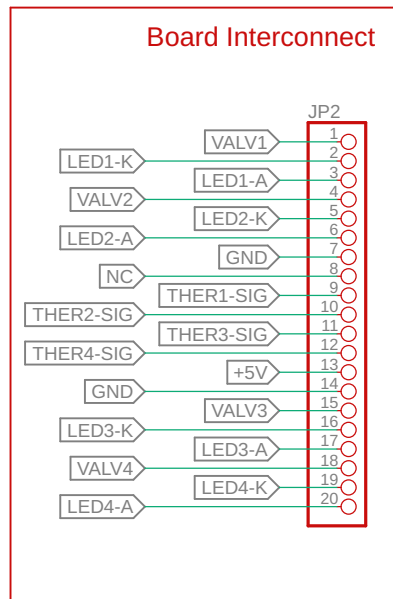 Board Interconnect
JP2
VALV1 1
LED1-K 2
LED1-A 3
VALV2 4
LED2-K 5
LED2-A 6
GND 7
NC 8
THER1-SIG 9
THER2-SIG 10
THER3-SIG 11
THER4-SIG 12
+5V 13
GND 14
VALV3 15
LED3-K 16
LED3-A 17
VALV4 18
LED4-K 19
LED4-A 20